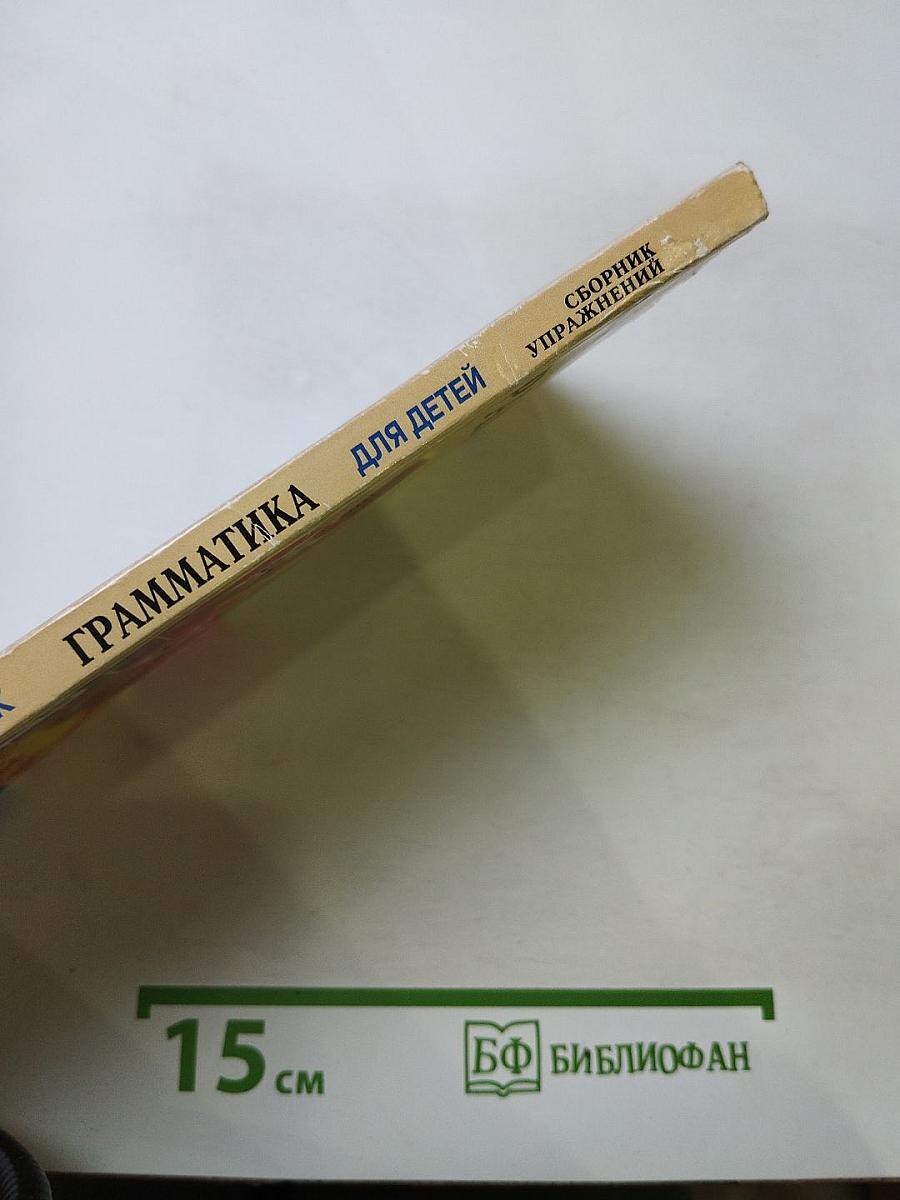 ГРАММАТИКА ДЛЯ ДЕТЕЙ СБОРНИК
УПРАЖНЕНИЙ
15 см
БФ БИБЛИОФАН